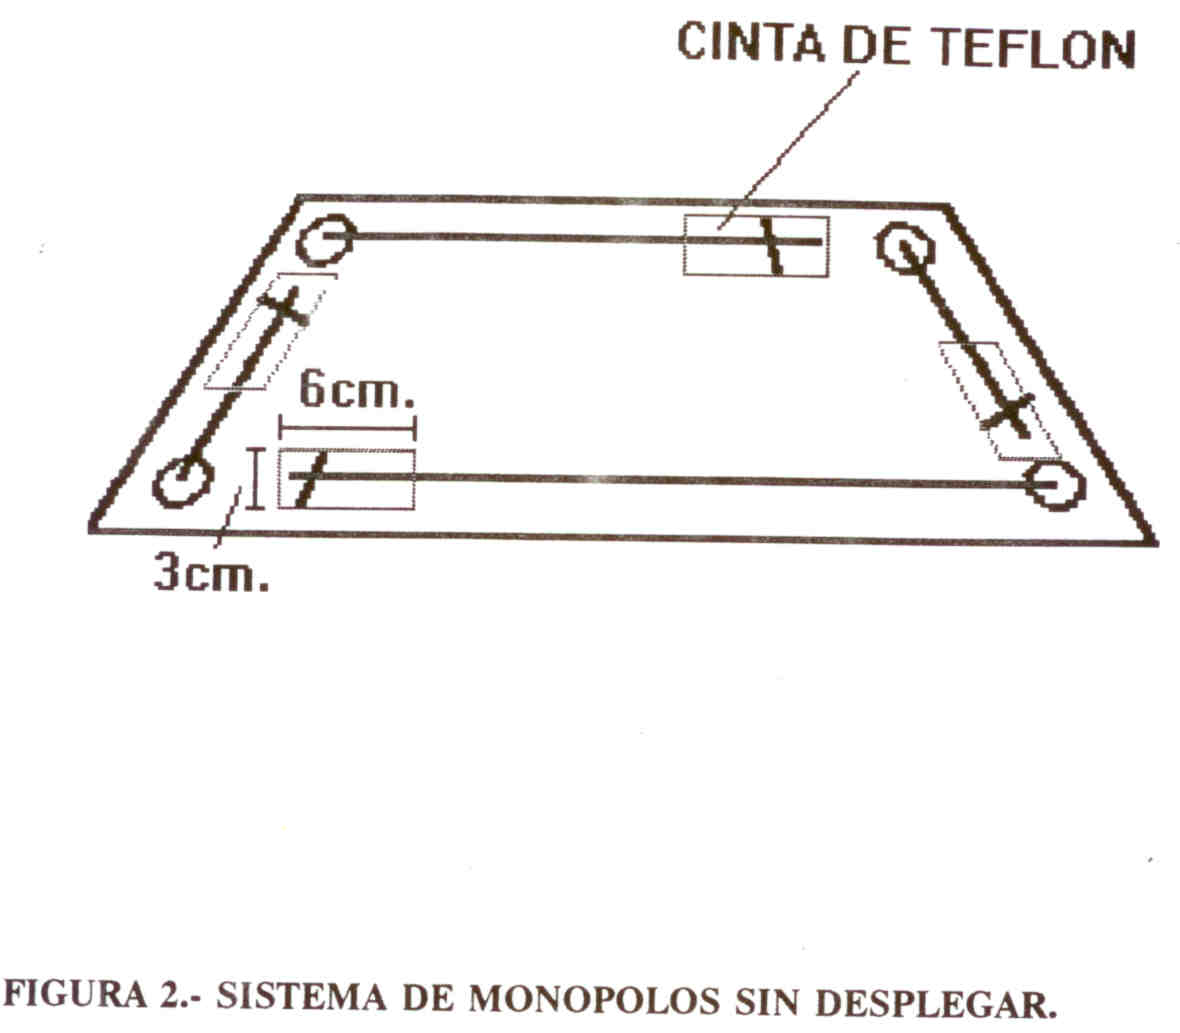 CINTA DE TEFLON
6cm.
3cm.
FIGURA 2.- SISTEMA DE MONOPOLOS SIN DESPLEGAR.